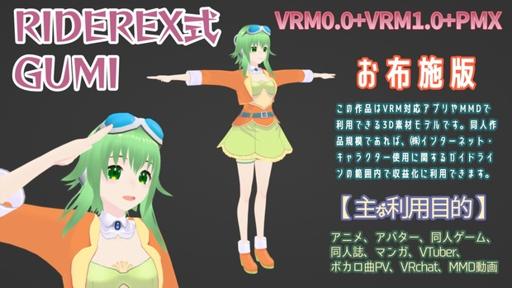 RIDEREX式
GUMI
VRM0.0+VRM1.0+PMX
お布施版
この作品はVRM対応アプリやMMDで
利用できる3D素材モデルです。同人作
品規模であれば、㈱インターネット・
キャラクター使用に関するガイドライ
ンの範囲内で収益化に利用できます。
【主な利用目的】
アニメ、アバター、同人ゲーム、
同人誌、マンガ、VTuber、
ボカロ曲PV、VRchat、MMD動画